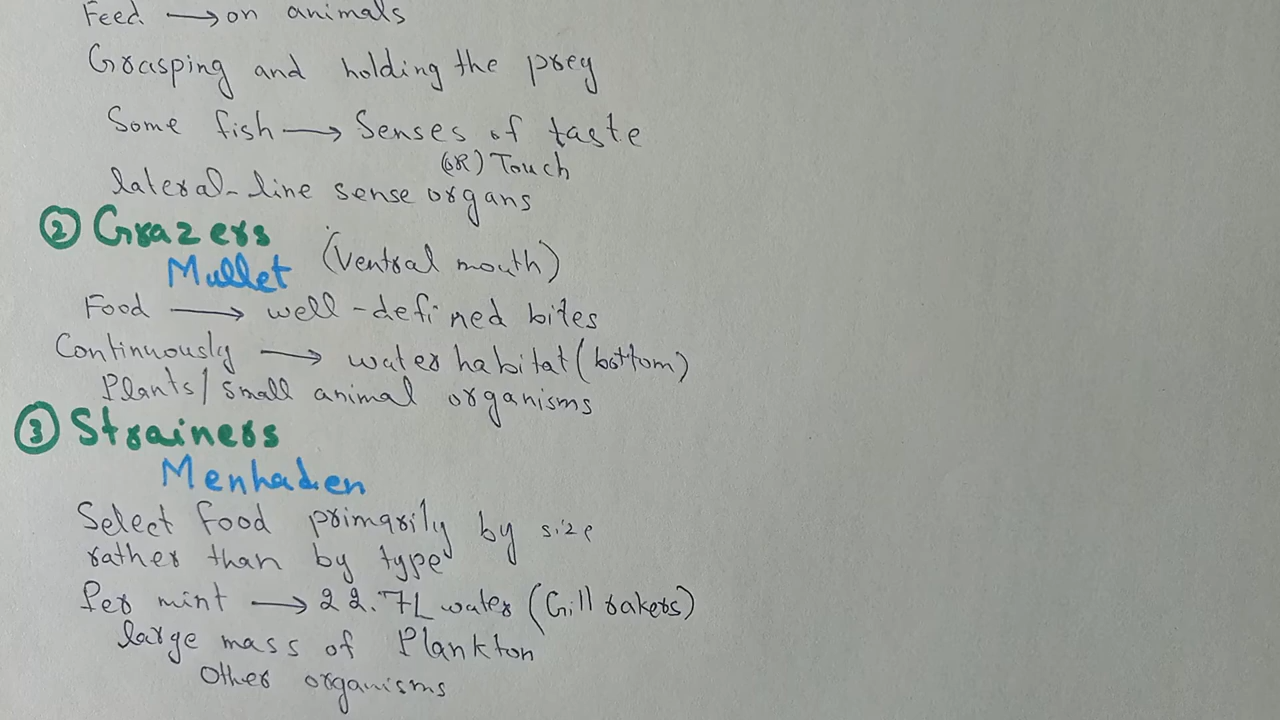 Feed → on animals
Grasping and holding the prey
Some fish → Senses of taste
(OR) Touch
lateral-line sense organs
② Grazers
Mullet (Ventral mouth)
Food → well-defined bites
Continuously → water habitat (bottom)
Plants/small animal organisms
③ Strainers
Menhaden
Select food primarily by size
rather than by type
Per mint → 22.7L water (Gill rakers)
large mass of Plankton
Other organisms